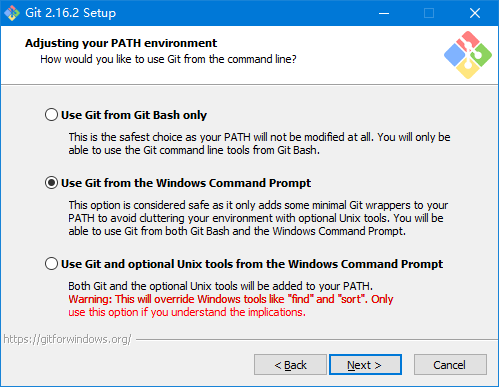 Git 2.16.2 Setup
Adjusting your PATH environment
How would you like to use Git from the command line?
Use Git from Git Bash only
This is the safest choice as your PATH will not be modified at all. You will only be
able to use the Git command line tools from Git Bash.
Use Git from the Windows Command Prompt
This option is considered safe as it only adds some minimal Git wrappers to your
PATH to avoid cluttering your environment with optional Unix tools. You will be
able to use Git from both Git Bash and the Windows Command Prompt.
Use Git and optional Unix tools from the Windows Command Prompt
Both Git and the optional Unix tools will be added to your PATH.
Warning: This will override Windows tools like "find" and "sort". Only
use this option if you understand the implications.
https://gitforwindows.org/
< Back Next > Cancel